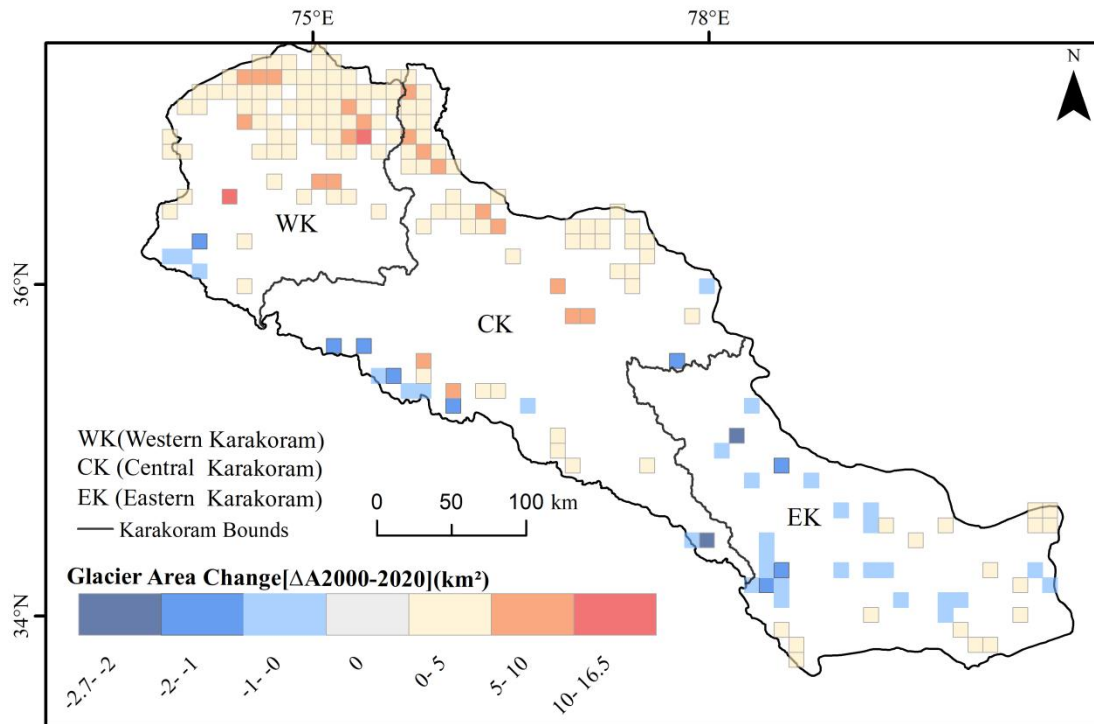 75°E 78°E
N
WK
36°N
CK
WK(Western Karakoram)
CK (Central Karakoram)
EK (Eastern Karakoram)
Karakoram Bounds
0 50 100 km
EK
Glacier Area Change[ΔA2000-2020](km²)
34°N
-2.7- -2 -2- -1 -1- -0 0 0- 5 5- 10 10- 16.5